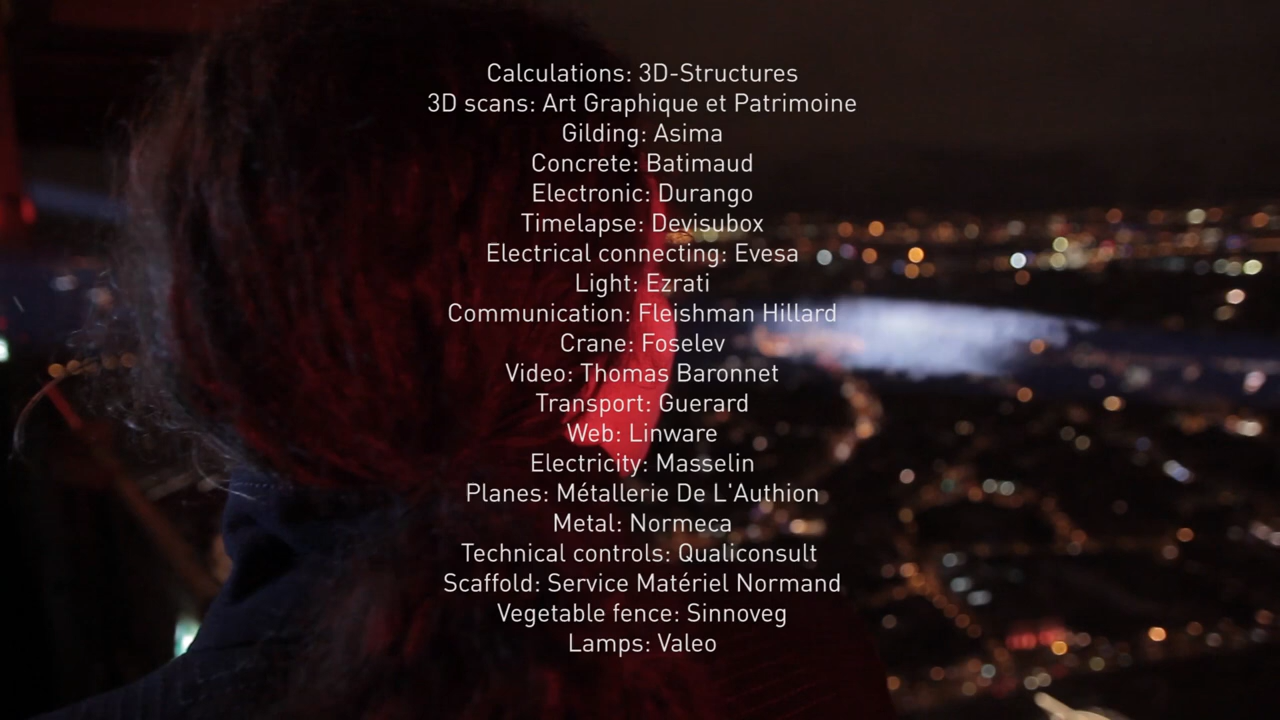 Calculations: 3D-Structures
3D scans: Art Graphique et Patrimoine
Gilding: Asima
Concrete: Batimaud
Electronic: Durango
Timelapse: Devisubox
Electrical connecting: Evesa
Light: Ezrati
Communication: Fleishman Hillard
Crane: Foselev
Video: Thomas Baronnet
Transport: Guerard
Web: Linware
Electricity: Masselin
Planes: Métallerie De L'Authion
Metal: Normeca
Technical controls: Qualiconsult
Scaffold: Service Matériel Normand
Vegetable fence: Sinnoveg
Lamps: Valeo